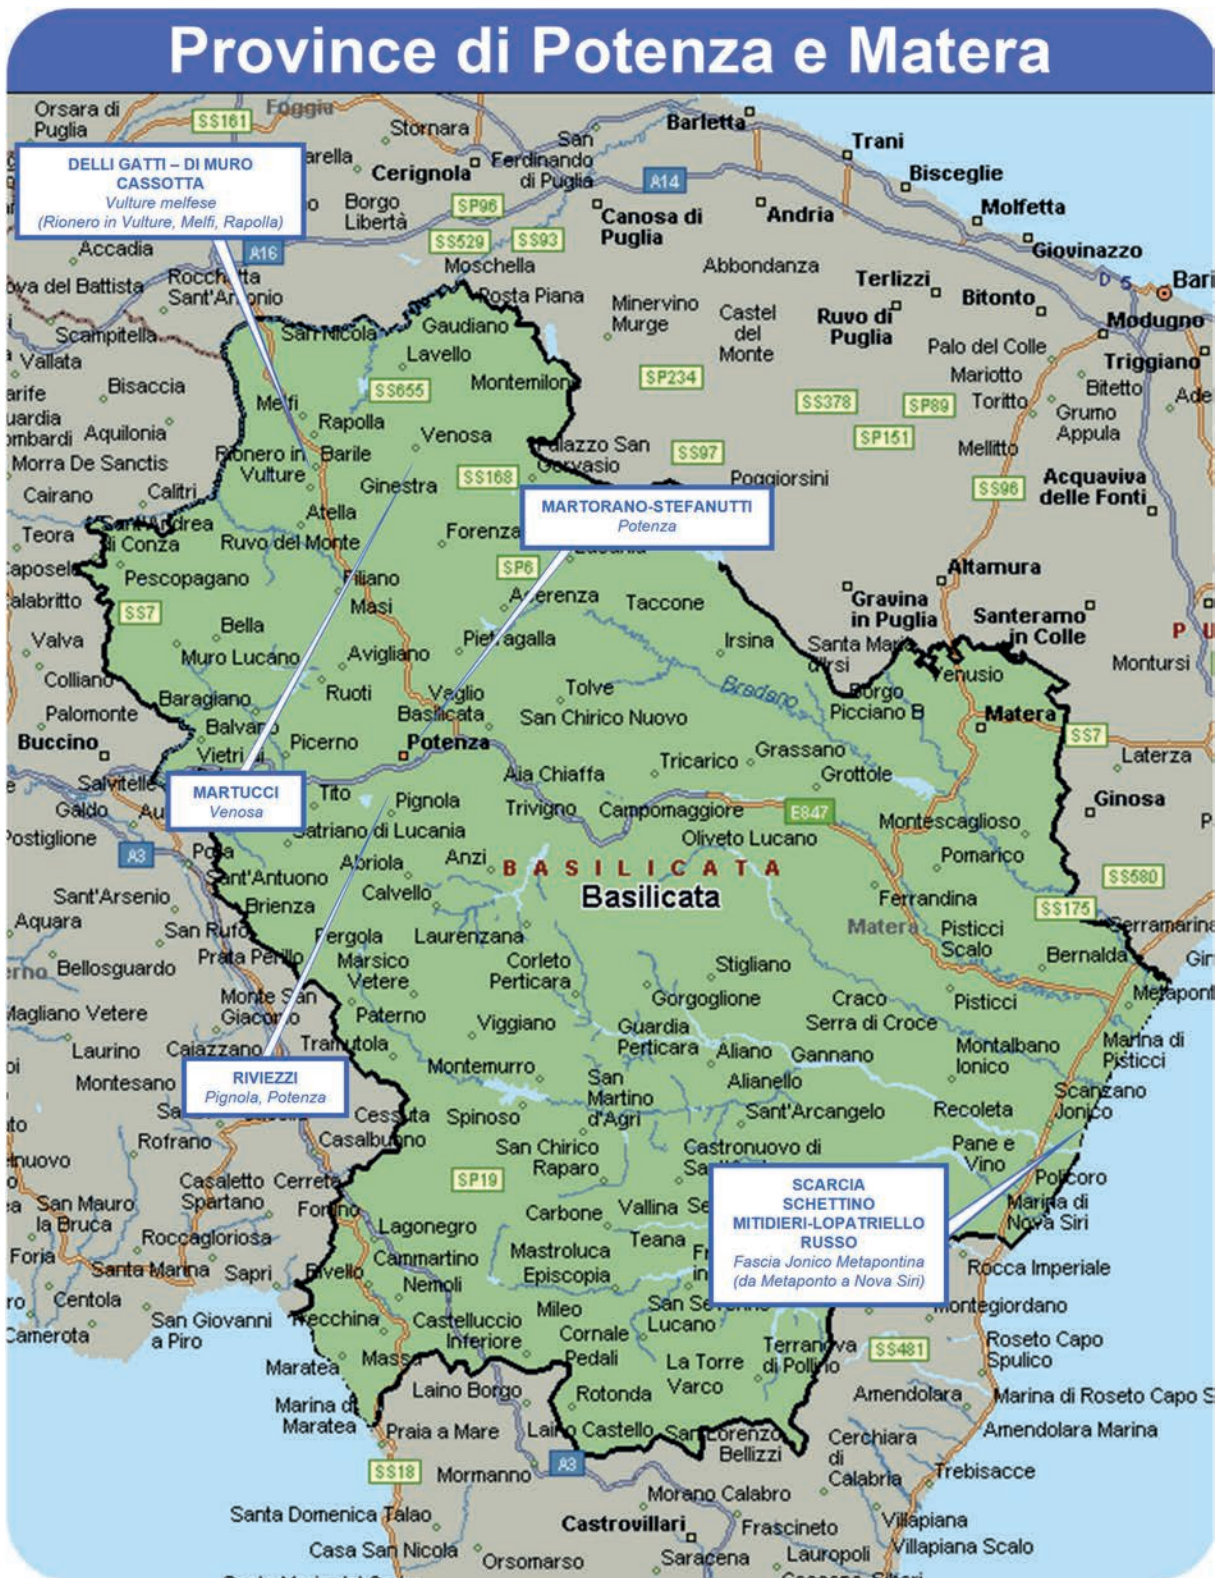 Province di Potenza e Matera
Orsara di
Puglia
SS161
Foggia
Stornara
San
Ferdinando
di Puglia
Barletta
Trani
Bisceglie
DELLI GATTI – DI MURO
CASSOTTA
Vulture melfese
(Rionero in Vulture, Melfi, Rapolla)
Cerignola
A14
Molfetta
Borgo
Libertà
SP96
Canosa di
Puglia
Andria
Giovinazzo
Accadia
A16
SS529
SS93
Moschella
Abbondanza
Terlizzi
Bitonto
Bari
Rocchetta
Sant'Antonio
Posta Piana
Minervino
Murge
Castel
del
Monte
Ruvo di
Puglia
Modugno
Scampitella
San Nicola
Gaudiano
Lavello
Palo del Colle
Triggiano
Vallata
Bisaccia
SS655
Montemilone
SP234
Mariotto
Bitetto
Melfi
SS378
SP89
Toritto
Grumo
Appula
Aquilonia
Rapolla
Venosa
SP151
Mellitto
Morra De Sanctis
Rionero in
Vulture
Barile
Palazzo San
Gervasio
SS97
Poggiorsini
Acquaviva
delle Fonti
Cairano
Calitri
Ginestra
SS168
SS96
MARTORANO-STEFANUTTI
Potenza
Teora
Sant'Andrea
di Conza
Atella
Ruvo del Monte
Forenza
Pescopagano
Filiano
SP6
Altamura
SS7
Masi
Acerenza
Taccone
Gravina
in Puglia
Santeramo
in Colle
Valva
Bella
Muro Lucano
Avigliano
Pietragalla
Irsina
Santa Maria
d'Irsi
Montursi
Colliano
Baragiano
Ruoti
Vaglio
Basilicata
Tolve
Bradano
Borgo
Picciano B
Venusio
Palomonte
Balvano
San Chirico Nuovo
Matera
SS7
Buccino
Vietri di
Picerno
Potenza
Grassano
Laterza
Salvitelle
Aia Chiaffa
Tricarico
Grottole
MARTUCCI
Venosa
Tito
Pignola
Trivigno
Campomaggiore
E847
Ginosa
Galdo
Montescaglioso
Postiglione
A3
Satriano di Lucania
Oliveto Lucano
Polla
Abriola
Anzi
BASILICATA
Pomarico
SS580
Sant'Arsenio
Sant'Antuono
Calvello
Basilicata
Ferrandina
SS175
Aquara
Brienza
Matera
Pisticci
Scalo
Serramarina
San Rufo
Pergola
Laurenzana
Bernalda
Bellosguardo
Prata Perillo
Marsico
Vetere
Corleto
Perticara
Stigliano
Monte San
Giacomo
Gorgoglione
Craco
Pisticci
Magliano Vetere
Paterno
Viggiano
Guardia
Perticara
Serra di Croce
Marina di
Pisticci
Laurino
Caiazzano
Tramutola
Montemurro
Aliano
Gannano
Montalbano
Ionico
Montesano
RIVIEZZI
Pignola, Potenza
San
Martino
d'Agri
Alianello
Scanzano
Jonico
Cessuta
Spinoso
Sant'Arcangelo
Recoleta
Rofrano
Casalbuono
San Chirico
Raparo
Castronuovo di
Pane e
Vino
Casaletto
Spartano
Cerreta
SP19
SCARCIA
SCHETTINO
MITIDIERI-LOPATRIELLO
RUSSO
Fascia Jonico Metapontina
(da Metaponto a Nova Siri)
Policoro
San Mauro
la Bruca
Fortino
Carbone
Vallina
Marina di
Nova Siri
Roccagloriosa
Lagonegro
Teana
Foria
Santa Marina
Sapri
Cammartino
Mastroluca
Rocca Imperiale
Rivello
Nemoli
Episcopia
Centola
San Giovanni
a Piro
Trecchina
Castelluccio
Inferiore
Mileo
San Severino
Lucano
Montegiordano
Camerota
Cornale
Pedali
Terranova
di Pollino
SS481
Roseto Capo
Spulico
Maratea
Massa
La Torre
Varco
Laino Borgo
Rotonda
Amendolara
Marina di Roseto Capo S
Marina di
Maratea
Praia a Mare
Laino Castello
San Lorenzo
Bellizzi
Cerchiara
di
Calabria
Amendolara Marina
SS18
Mormanno
A3
Trebisacce
Santa Domenica Talao
Morano Calabro
Villapiana
Castrovillari
Frascineto
Villapiana Scalo
Casa San Nicola
Orsomarso
Saracena
Lauropoli